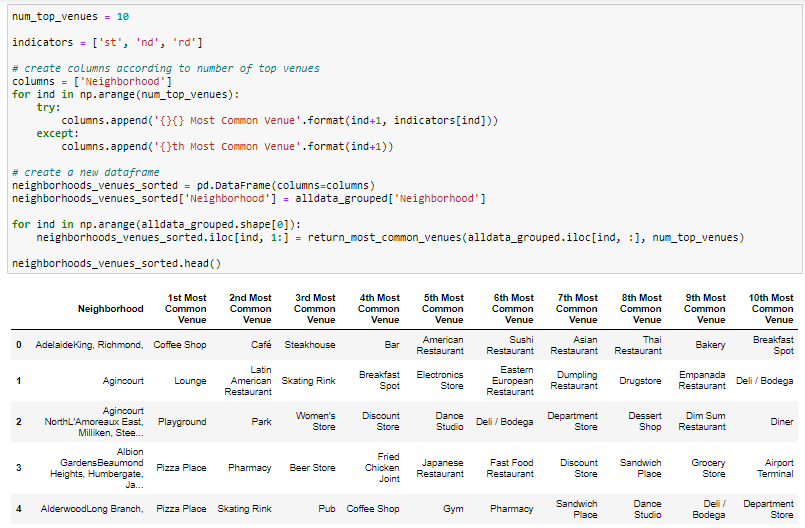 num_top_venues = 10
indicators = ['st', 'nd', 'rd']
# create columns according to number of top venues
columns = ['Neighborhood']
for ind in np.arange(num_top_venues):
    try:
        columns.append('{}{} Most Common Venue'.format(ind+1, indicators[ind]))
    except:
        columns.append('{}th Most Common Venue'.format(ind+1))
# create a new dataframe
neighborhoods_venues_sorted = pd.DataFrame(columns=columns)
neighborhoods_venues_sorted['Neighborhood'] = alldata_grouped['Neighborhood']
for ind in np.arange(alldata_grouped.shape[0]):
    neighborhoods_venues_sorted.iloc[ind, 1:] = return_most_common_venues(alldata_grouped.iloc[ind, :], num_top_venues)
neighborhoods_venues_sorted.head()
Neighborhood 1st Most Common Venue 2nd Most Common Venue 3rd Most Common Venue 4th Most Common Venue 5th Most Common Venue 6th Most Common Venue 7th Most Common Venue 8th Most Common Venue 9th Most Common Venue 10th Most Common Venue
0 AdelaideKing, Richmond, Coffee Shop Café Steakhouse Bar American Restaurant Sushi Restaurant Asian Restaurant Thai Restaurant Bakery Breakfast Spot
1 Agincourt Lounge Latin American Restaurant Skating Rink Breakfast Spot Electronics Store Eastern European Restaurant Dumpling Restaurant Drugstore Empanada Restaurant Deli / Bodega
2 Agincourt NorthL'Amoreaux East, Milliken, Stee... Playground Park Women's Store Discount Store Dance Studio Deli / Bodega Department Store Dessert Shop Dim Sum Restaurant Diner
3 Albion GardensBeaumond Heights, Humbergate, Ja... Pizza Place Pharmacy Beer Store Fried Chicken Joint Japanese Restaurant Fast Food Restaurant Discount Store Sandwich Place Grocery Store Airport Terminal
4 AlderwoodLong Branch, Pizza Place Skating Rink Pub Coffee Shop Gym Pharmacy Sandwich Place Dance Studio Deli / Bodega Department Store